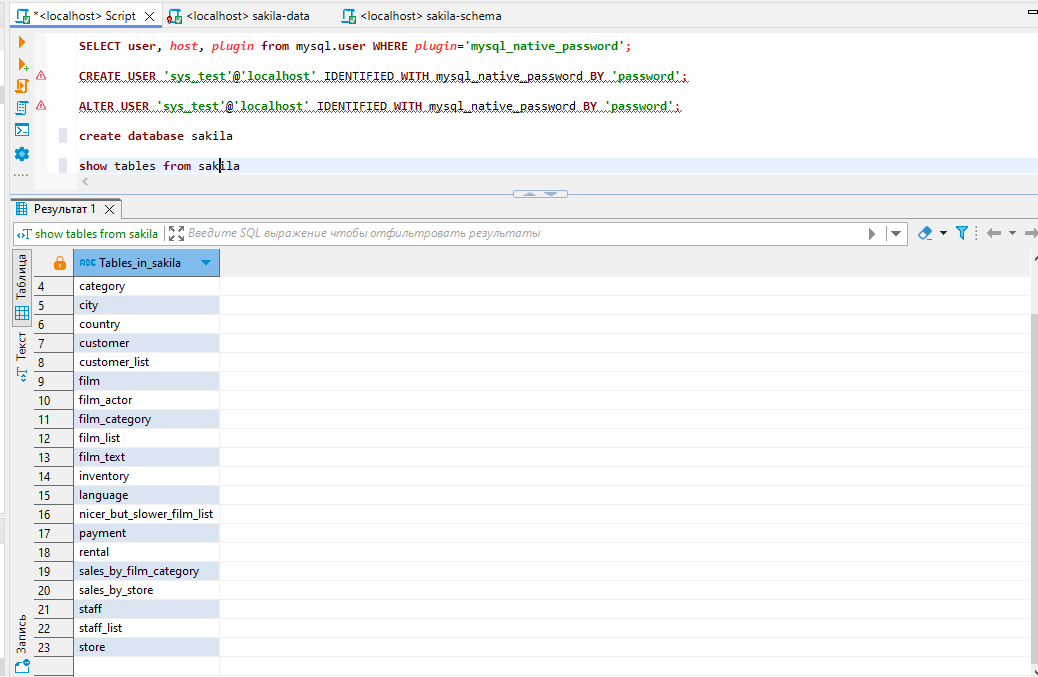 *<localhost> Script
<localhost> sakila-data
<localhost> sakila-schema
SELECT user, host, plugin from mysql.user WHERE plugin='mysql_native_password';
CREATE USER 'sys_test'@'localhost' IDENTIFIED WITH mysql_native_password BY 'password';
ALTER USER 'sys_test'@'localhost' IDENTIFIED WITH mysql_native_password BY 'password';
create database sakila
show tables from sakila
Результат 1
show tables from sakila
Введите SQL выражение чтобы отфильтровать результаты
Таблица
Текст
Запись
ABC Tables_in_sakila
4 category
5 city
6 country
7 customer
8 customer_list
9 film
10 film_actor
11 film_category
12 film_list
13 film_text
14 inventory
15 language
16 nicer_but_slower_film_list
17 payment
18 rental
19 sales_by_film_category
20 sales_by_store
21 staff
22 staff_list
23 store